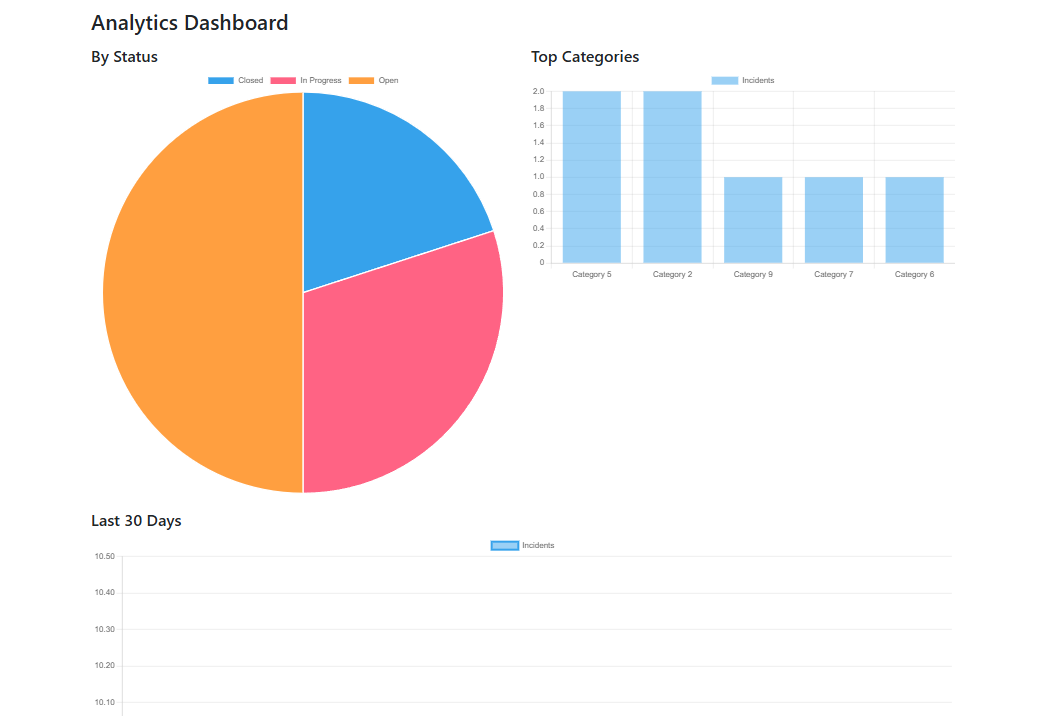 Analytics Dashboard
By Status
Closed In Progress Open
Top Categories
Incidents
2.0
1.8
1.6
1.4
1.2
1.0
0.8
0.6
0.4
0.2
0
Category 5 Category 2 Category 9 Category 7 Category 6
Last 30 Days
Incidents
10.50
10.40
10.30
10.20
10.10